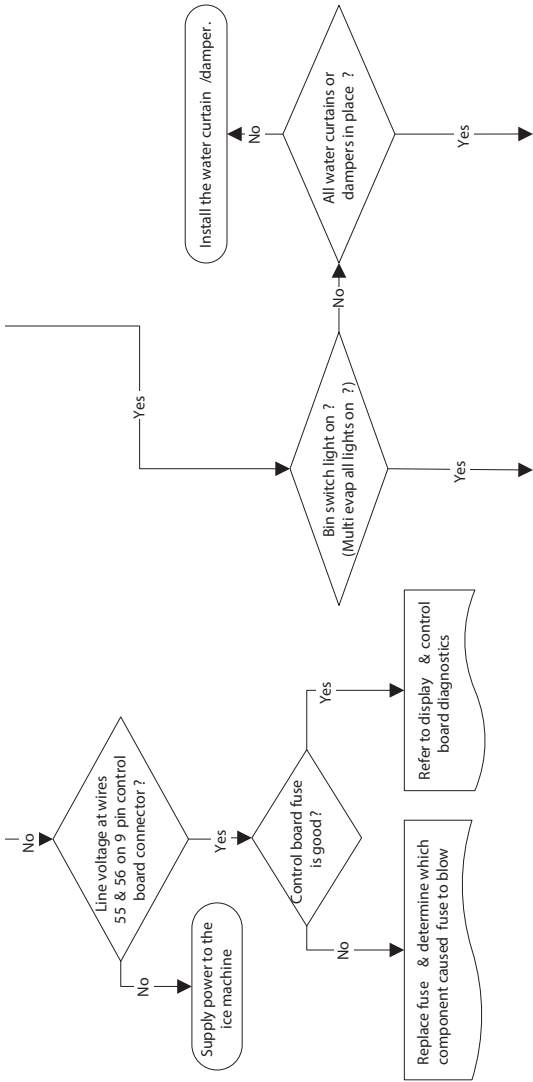 No
Line voltage at wires
55 & 56 on 9 pin control
board connector ?
No
Supply power to the
ice machine
Yes
Control board fuse
is good ?
No
Replace fuse & determine which
component caused fuse to blow
Yes
Refer to display & control
board diagnostics
Yes
Bin switch light on ?
(Multi evap all lights on ?)
Yes
No
All water curtains or
dampers in place ?
No
Install the water curtain /damper.
Yes